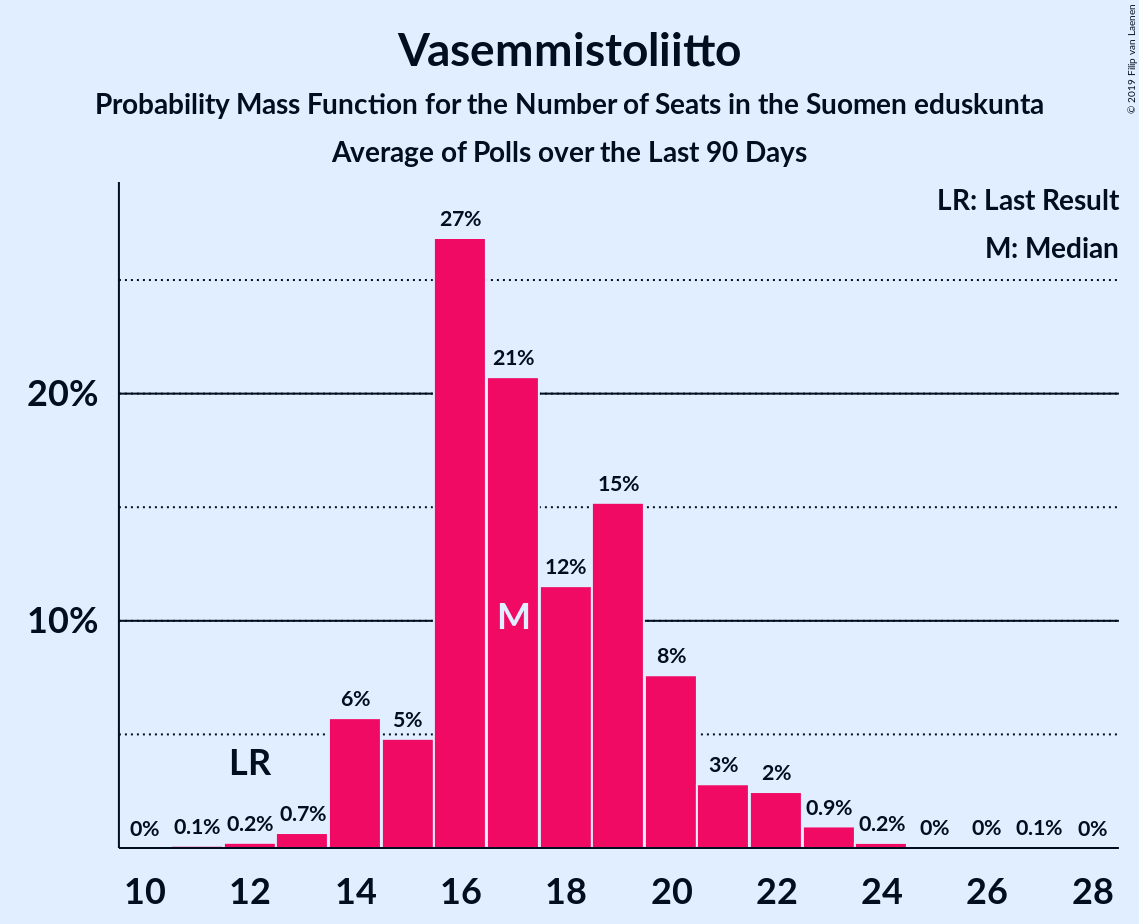 Vasemmistoliitto
Probability Mass Function for the Number of Seats in the Suomen eduskunta
Average of Polls over the Last 90 Days
© 2019 Filip van Laenen
LR: Last Result
M: Median
27%
21%
20%
15%
12%
M
10%
8%
6%
5%
LR
3%
2%
0% 0.1% 0.2% 0.7% 0.9% 0.2% 0% 0% 0.1% 0%
10 12 14 16 18 20 22 24 26 28